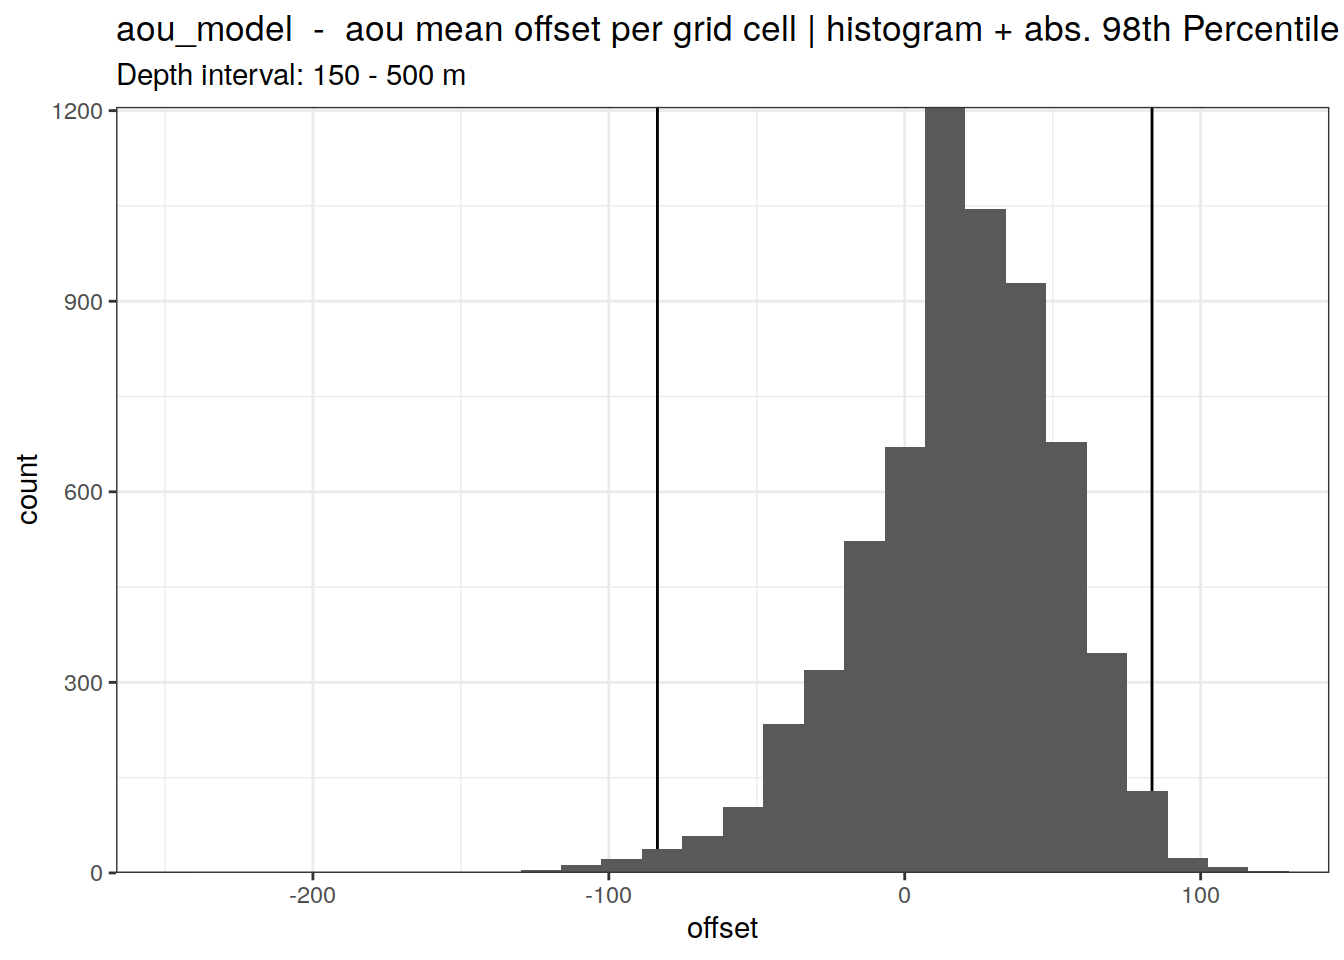 aou_model - aou mean offset per grid cell | histogram + abs. 98th Percentile
Depth interval: 150 - 500 m
1200
900
600
300
0
count
-200 -100 0 100
offset